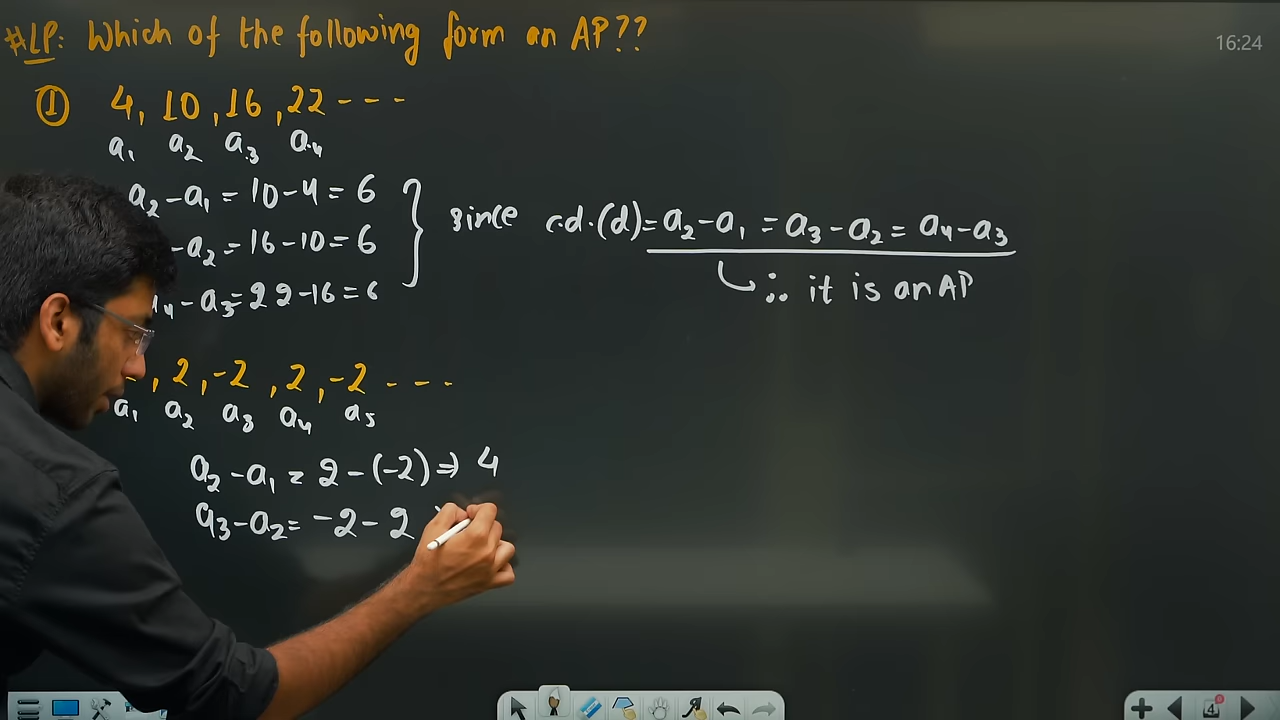 #LP: Which of the following form an AP??
16:24
① 4, 10, 16, 22 - - -
a₁ a₂ a₃ a₄
a₂-a₁ = 10-4 = 6
-a₂ = 16-10 = 6
₄-a₃ = 22-16 = 6
since c.d.(d) = a₂-a₁ = a₃-a₂ = a₄-a₃
∴ it is an AP
, 2, -2, 2, -2 - - - -
a₁ a₂ a₃ a₄ a₅
a₂-a₁ = 2-(-2) ⇒ 4
a₃-a₂ = -2-2
4